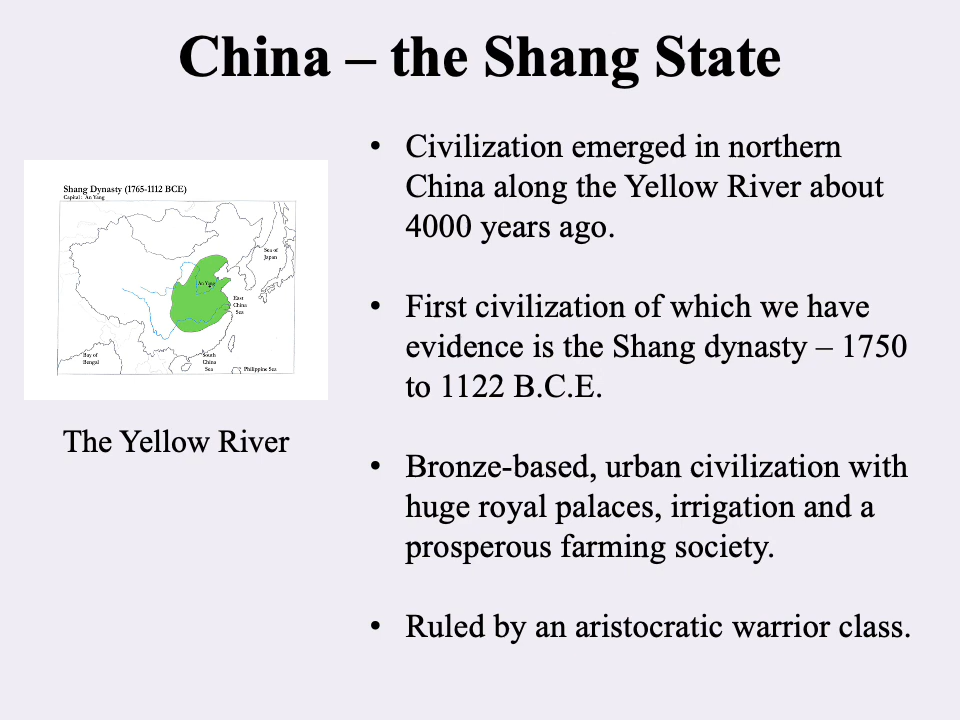 China – the Shang State
Shang Dynasty (1765-1112 BCE)
Capital: An Yang
Sea of
Japan
An Yang
East
China
Sea
Bay of
Bengal
South
China
Sea
Philippine Sea
The Yellow River
• Civilization emerged in northern
China along the Yellow River about
4000 years ago.
• First civilization of which we have
evidence is the Shang dynasty – 1750
to 1122 B.C.E.
• Bronze-based, urban civilization with
huge royal palaces, irrigation and a
prosperous farming society.
• Ruled by an aristocratic warrior class.